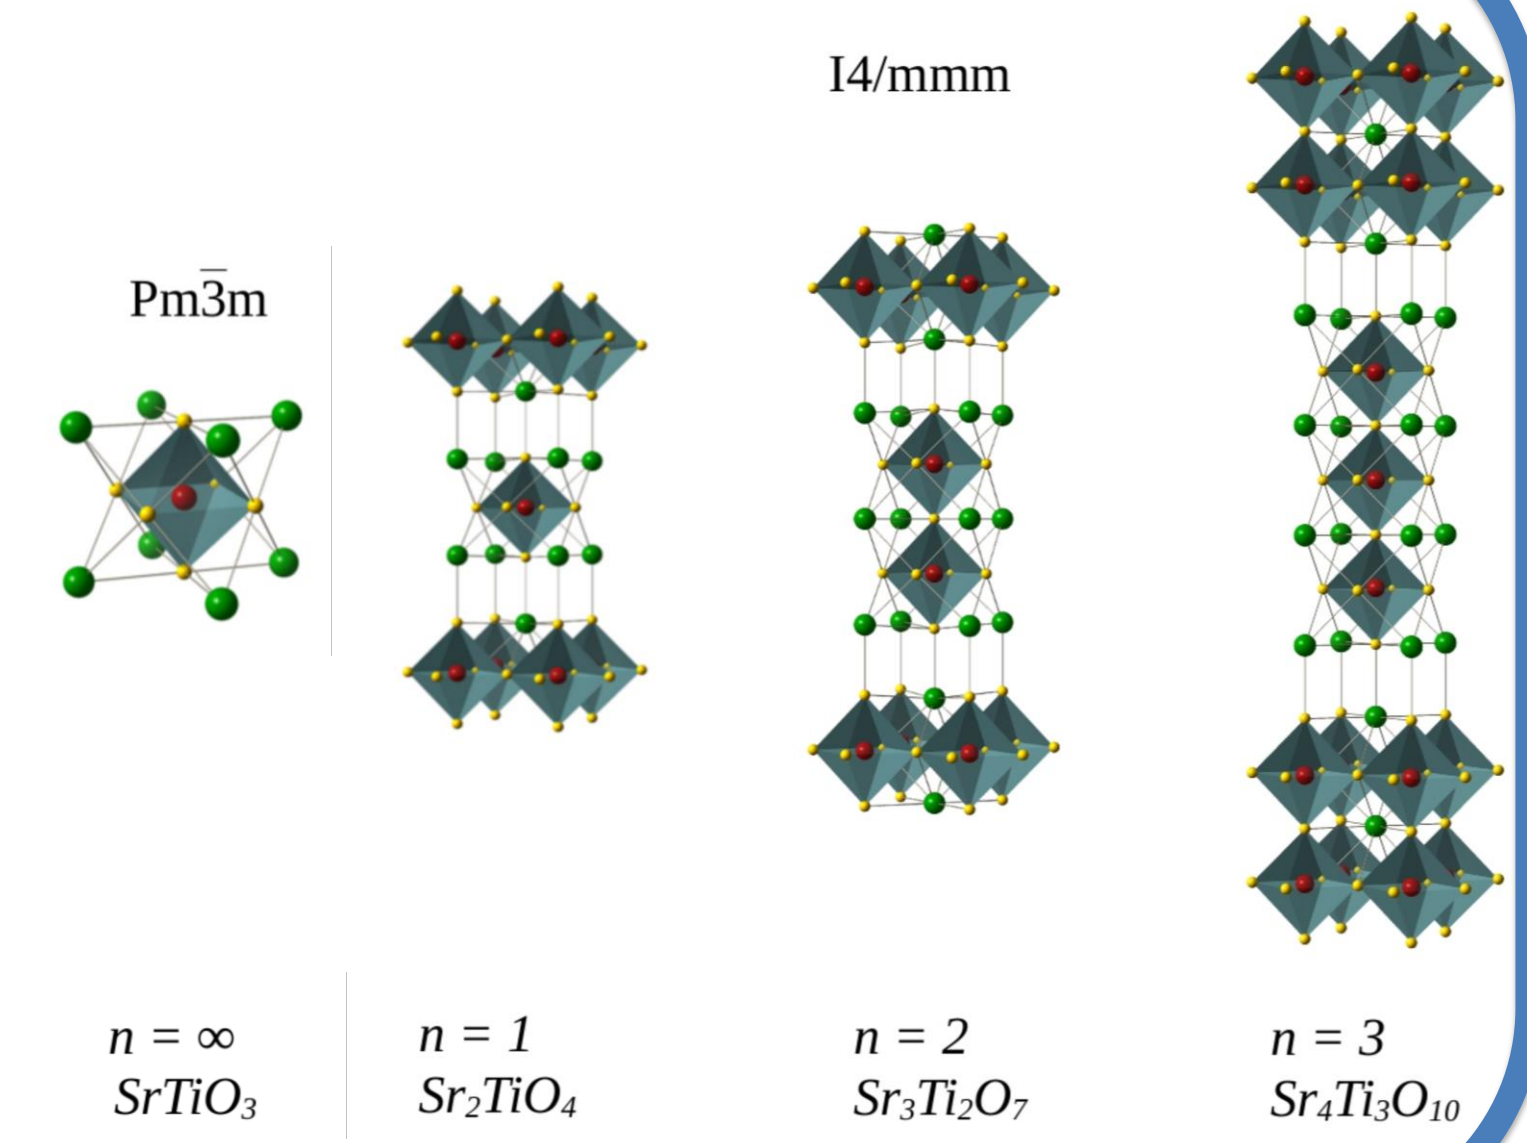 I4/mmm
Pm3̅m
n = ∞
SrTiO₃
n = 1
Sr₂TiO₄
n = 2
Sr₃Ti₂O₇
n = 3
Sr₄Ti₃O₁₀